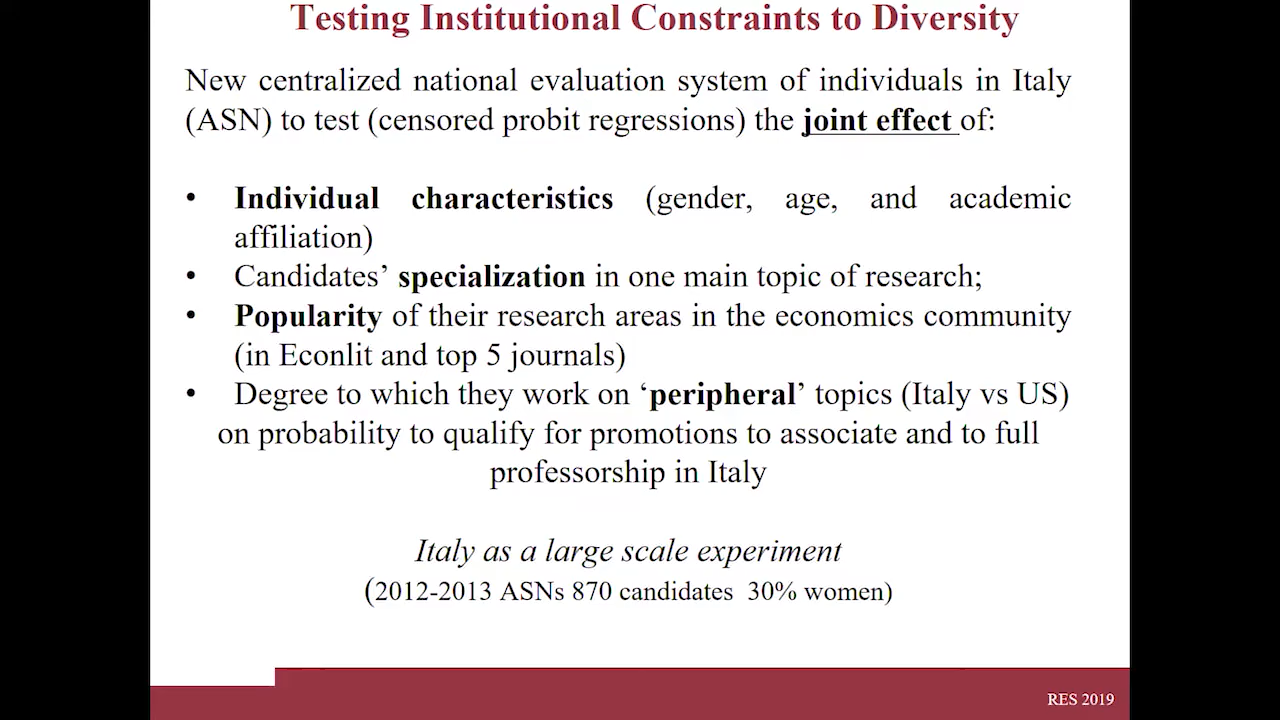 Testing Institutional Constraints to Diversity
New centralized national evaluation system of individuals in Italy
(ASN) to test (censored probit regressions) the joint effect of:
• Individual characteristics (gender, age, and academic
affiliation)
• Candidates’ specialization in one main topic of research;
• Popularity of their research areas in the economics community
(in Econlit and top 5 journals)
• Degree to which they work on ‘peripheral’ topics (Italy vs US)
on probability to qualify for promotions to associate and to full
professorship in Italy
Italy as a large scale experiment
(2012-2013 ASNs 870 candidates 30% women)
RES 2019